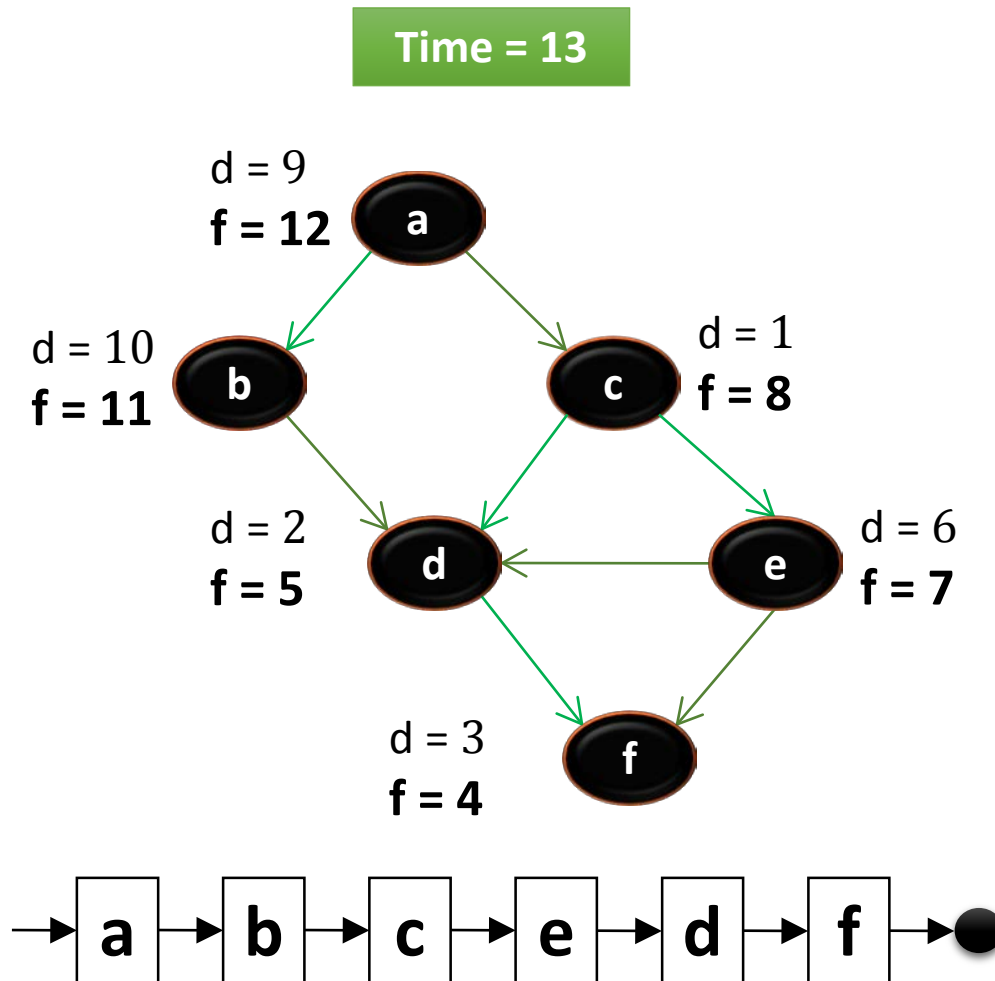 Time = 13
d = 9
f = 12
a
d = 10
f = 11
b
c
d = 1
f = 8
d = 2
f = 5
d
e
d = 6
f = 7
d = 3
f = 4
f
a b c e d f